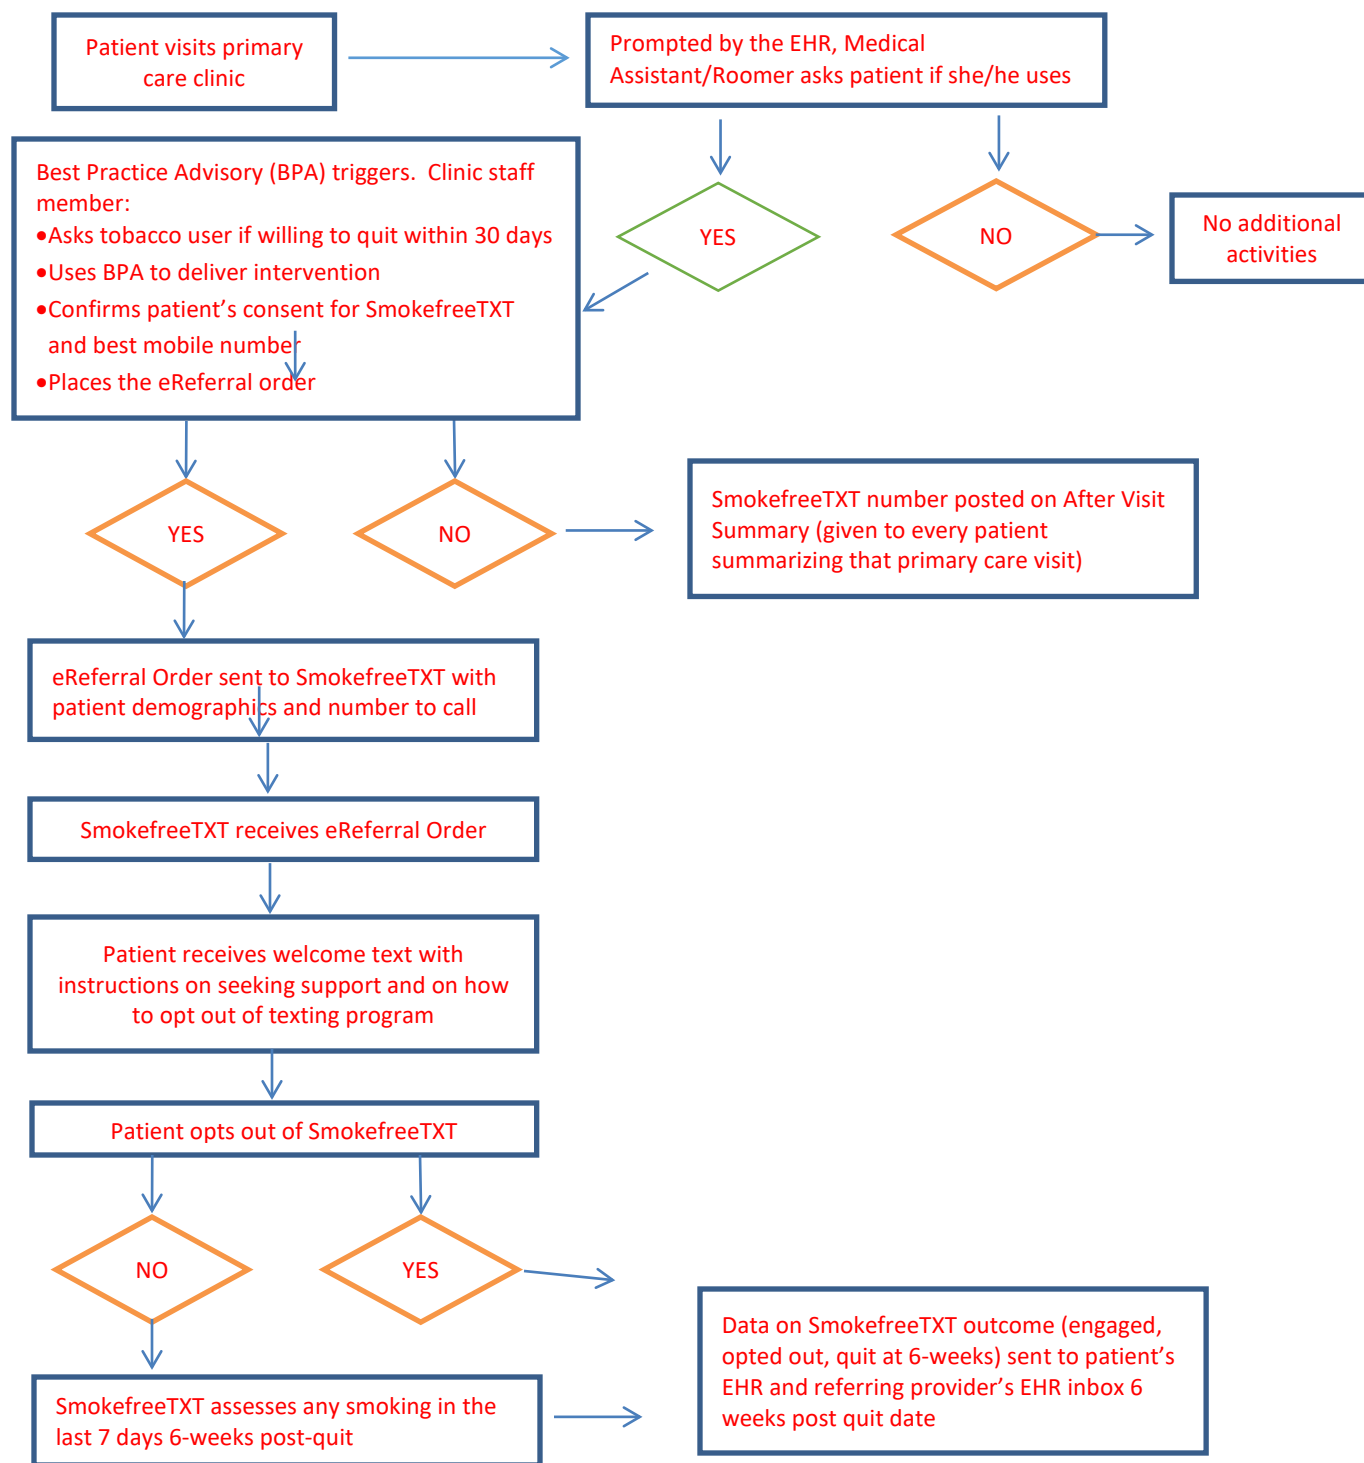 Patient visits primary
care clinic
Prompted by the EHR, Medical
Assistant/Roomer asks patient if she/he uses
Best Practice Advisory (BPA) triggers.  Clinic staff
member:
•Asks tobacco user if willing to quit within 30 days
•Uses BPA to deliver intervention
•Confirms patient’s consent for SmokefreeTXT
and best mobile number
•Places the eReferral order
YES
NO
No additional
activities
YES
NO
SmokefreeTXT number posted on After Visit
Summary (given to every patient
summarizing that primary care visit)
eReferral Order sent to SmokefreeTXT with
patient demographics and number to call
SmokefreeTXT receives eReferral Order
Patient receives welcome text with
instructions on seeking support and on how
to opt out of texting program
Patient opts out of SmokefreeTXT
NO
YES
Data on SmokefreeTXT outcome (engaged,
opted out, quit at 6-weeks) sent to patient’s
EHR and referring provider’s EHR inbox 6
weeks post quit date
SmokefreeTXT assesses any smoking in the
last 7 days 6-weeks post-quit